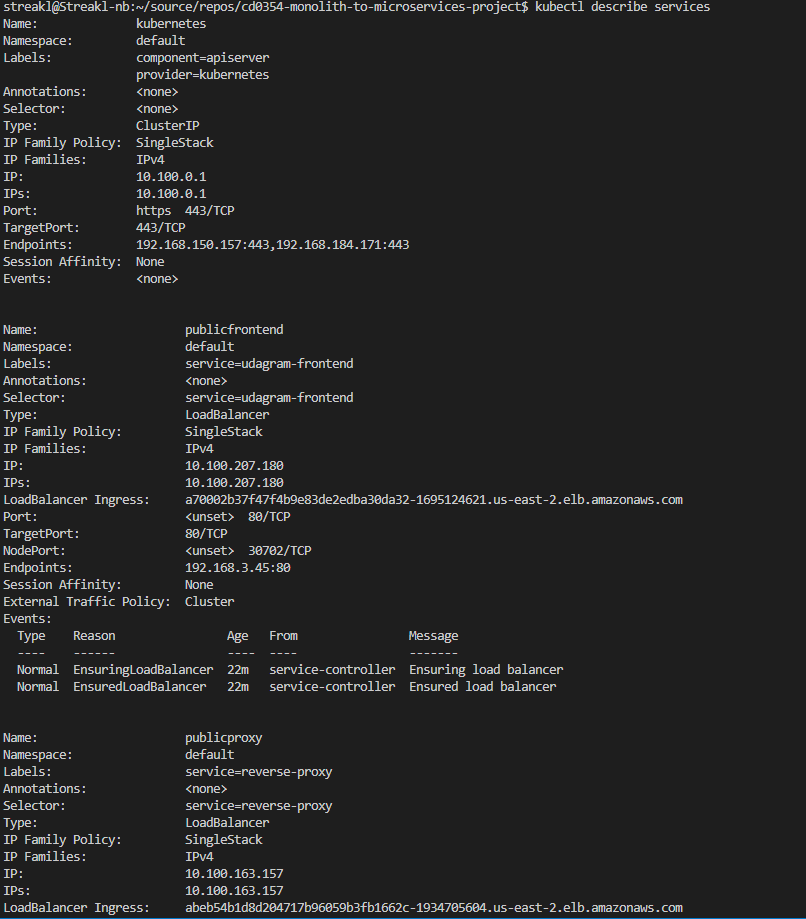 streakl@Streakl-nb:~/source/repos/cd0354-monolith-to-microservices-project$ kubectl describe services
Name:              kubernetes
Namespace:         default
Labels:            component=apiserver
                   provider=kubernetes
Annotations:       <none>
Selector:          <none>
Type:              ClusterIP
IP Family Policy:  SingleStack
IP Families:       IPv4
IP:                10.100.0.1
IPs:               10.100.0.1
Port:              https  443/TCP
TargetPort:        443/TCP
Endpoints:         192.168.150.157:443,192.168.184.171:443
Session Affinity:  None
Events:            <none>
Name:                     publicfrontend
Namespace:                default
Labels:                   service=udagram-frontend
Annotations:              <none>
Selector:                 service=udagram-frontend
Type:                     LoadBalancer
IP Family Policy:         SingleStack
IP Families:              IPv4
IP:                       10.100.207.180
IPs:                      10.100.207.180
LoadBalancer Ingress:     a70002b37f47f4b9e83de2edba30da32-1695124621.us-east-2.elb.amazonaws.com
Port:                     <unset>  80/TCP
TargetPort:               80/TCP
NodePort:                 <unset>  30702/TCP
Endpoints:                192.168.3.45:80
Session Affinity:         None
External Traffic Policy:  Cluster
Events:
  Type    Reason                Age   From                Message
  ----    ------                ----  ----                -------
  Normal  EnsuringLoadBalancer  22m   service-controller  Ensuring load balancer
  Normal  EnsuredLoadBalancer   22m   service-controller  Ensured load balancer
Name:                     publicproxy
Namespace:                default
Labels:                   service=reverse-proxy
Annotations:              <none>
Selector:                 service=reverse-proxy
Type:                     LoadBalancer
IP Family Policy:         SingleStack
IP Families:              IPv4
IP:                       10.100.163.157
IPs:                      10.100.163.157
LoadBalancer Ingress:     abeb54b1d8d204717b96059b3fb1662c-1934705604.us-east-2.elb.amazonaws.com